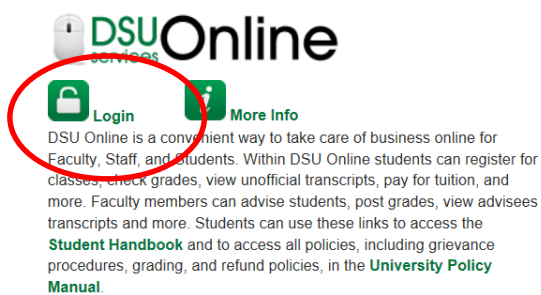 DSU Online
services
Login More Info
DSU Online is a convenient way to take care of business online for
Faculty, Staff, and Students. Within DSU Online students can register for
classes, check grades, view unofficial transcripts, pay for tuition, and
more. Faculty members can advise students, post grades, view advisees
transcripts and more. Students can use these links to access the
Student Handbook and to access all policies, including grievance
procedures, grading, and refund policies, in the University Policy
Manual.